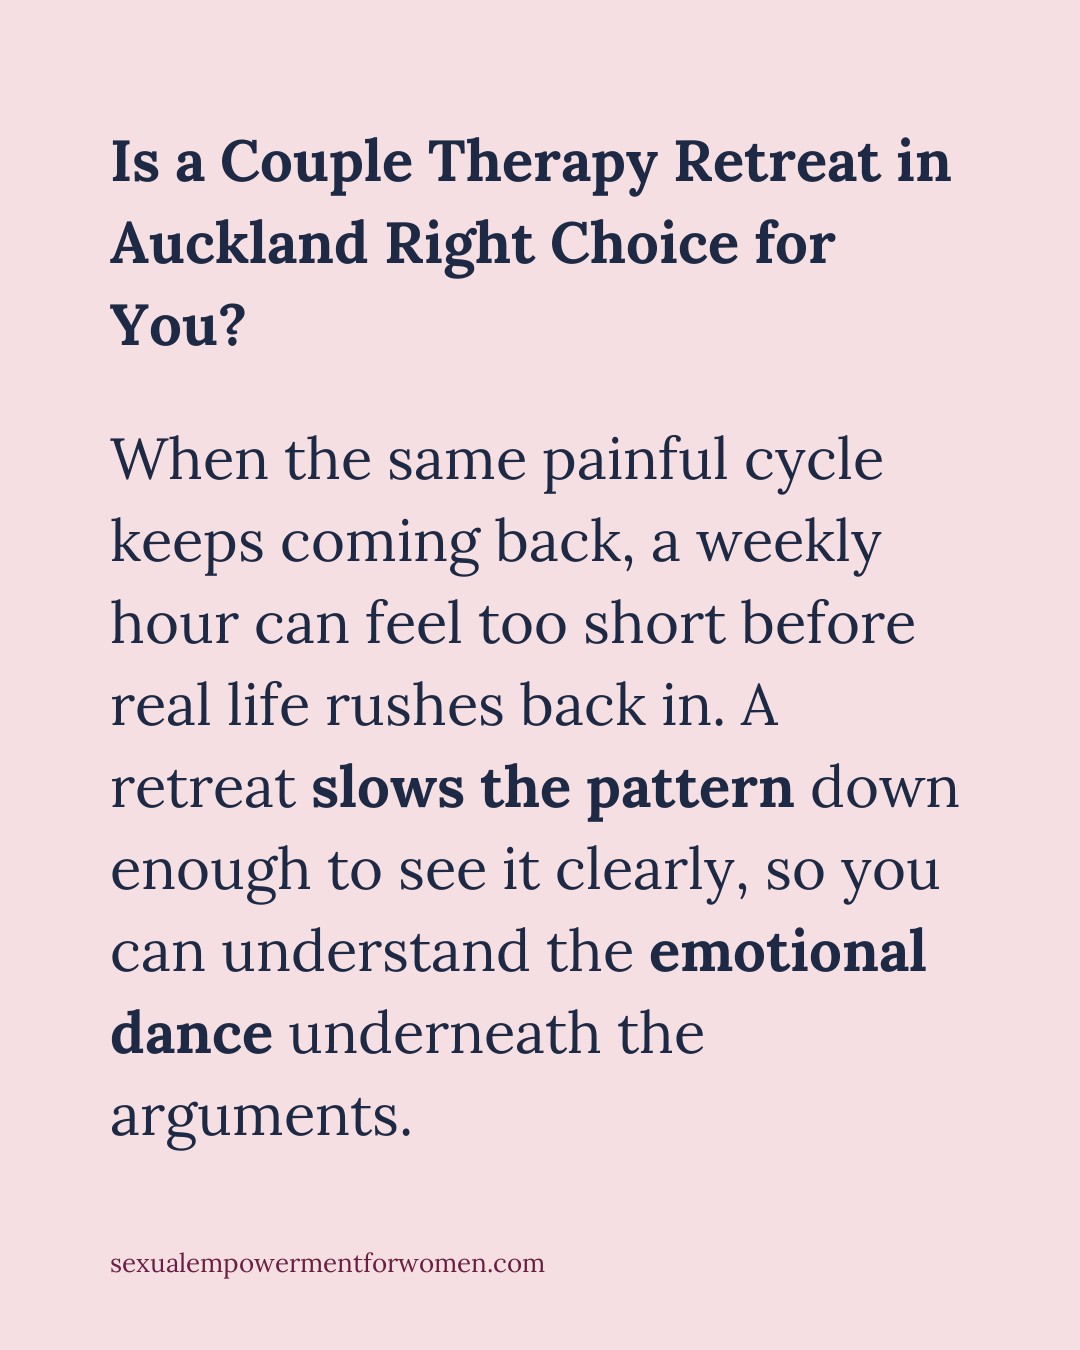 Is a Couple Therapy Retreat in
Auckland Right Choice for
You?
When the same painful cycle
keeps coming back, a weekly
hour can feel too short before
real life rushes back in. A
retreat slows the pattern down
enough to see it clearly, so you
can understand the emotional
dance underneath the
arguments.
sexualempowermentforwomen.com